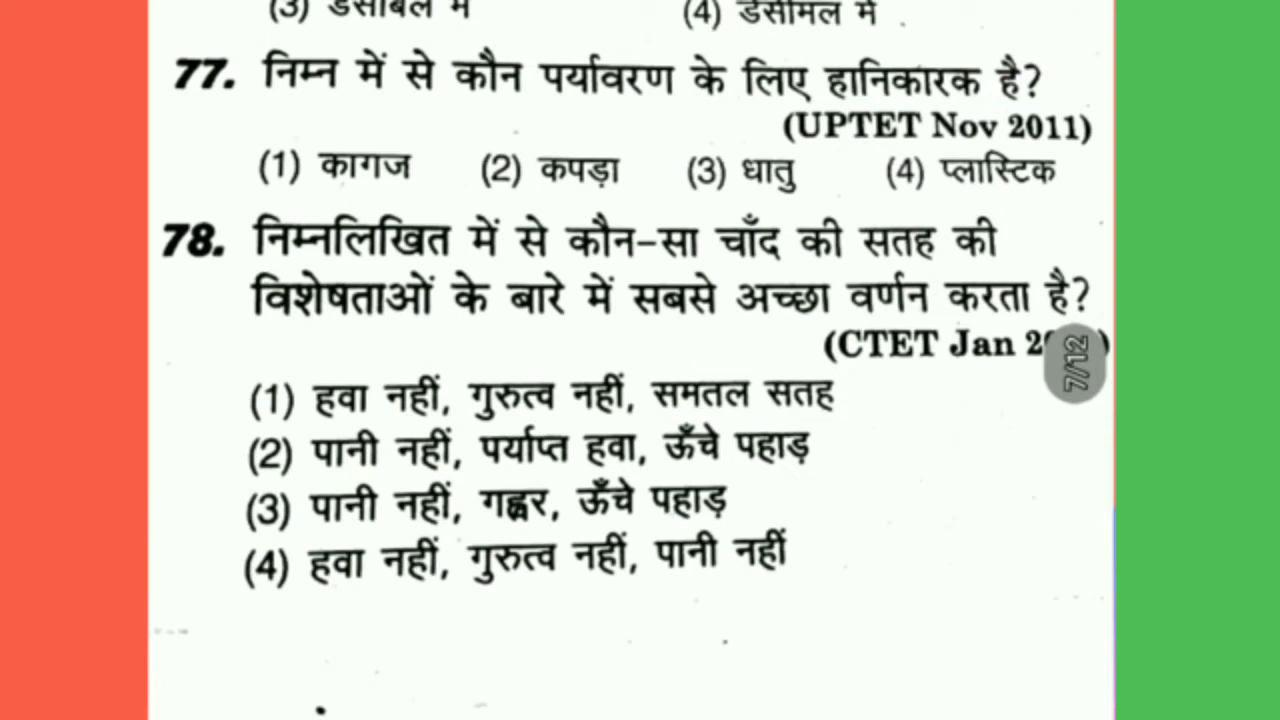 (3) डेसीबल में (4) डेसीमल में
77. निम्न में से कौन पर्यावरण के लिए हानिकारक है?
(UPTET Nov 2011)
(1) कागज (2) कपड़ा (3) धातु (4) प्लास्टिक
78. निम्नलिखित में से कौन-सा चाँद की सतह की
विशेषताओं के बारे में सबसे अच्छा वर्णन करता है?
(CTET Jan
7/12
(1) हवा नहीं, गुरुत्व नहीं, समतल सतह
(2) पानी नहीं, पर्याप्त हवा, ऊँचे पहाड़
(3) पानी नहीं, गह्वर, ऊँचे पहाड़
(4) हवा नहीं, गुरुत्व नहीं, पानी नहीं